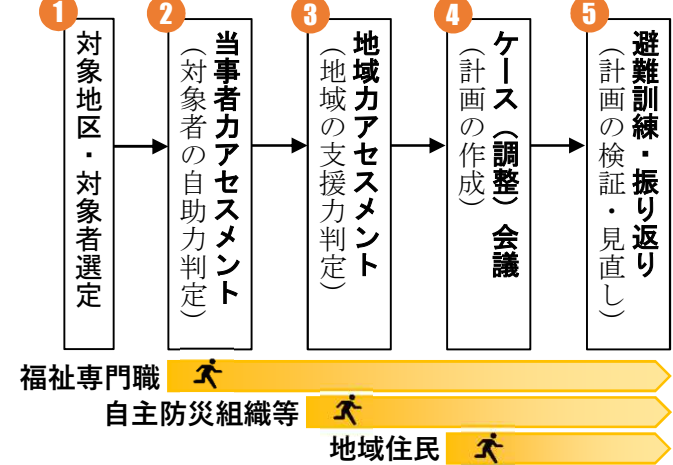 1
対象地区・対象者選定
2
当事者力アセスメント
（対象者の自助力判定）
3
地域力アセスメント
（地域の支援力判定）
4
ケース（調整）会議
（計画の作成）
5
避難訓練・振り返り
（計画の検証・見直し）
福祉専門職
自主防災組織等
地域住民